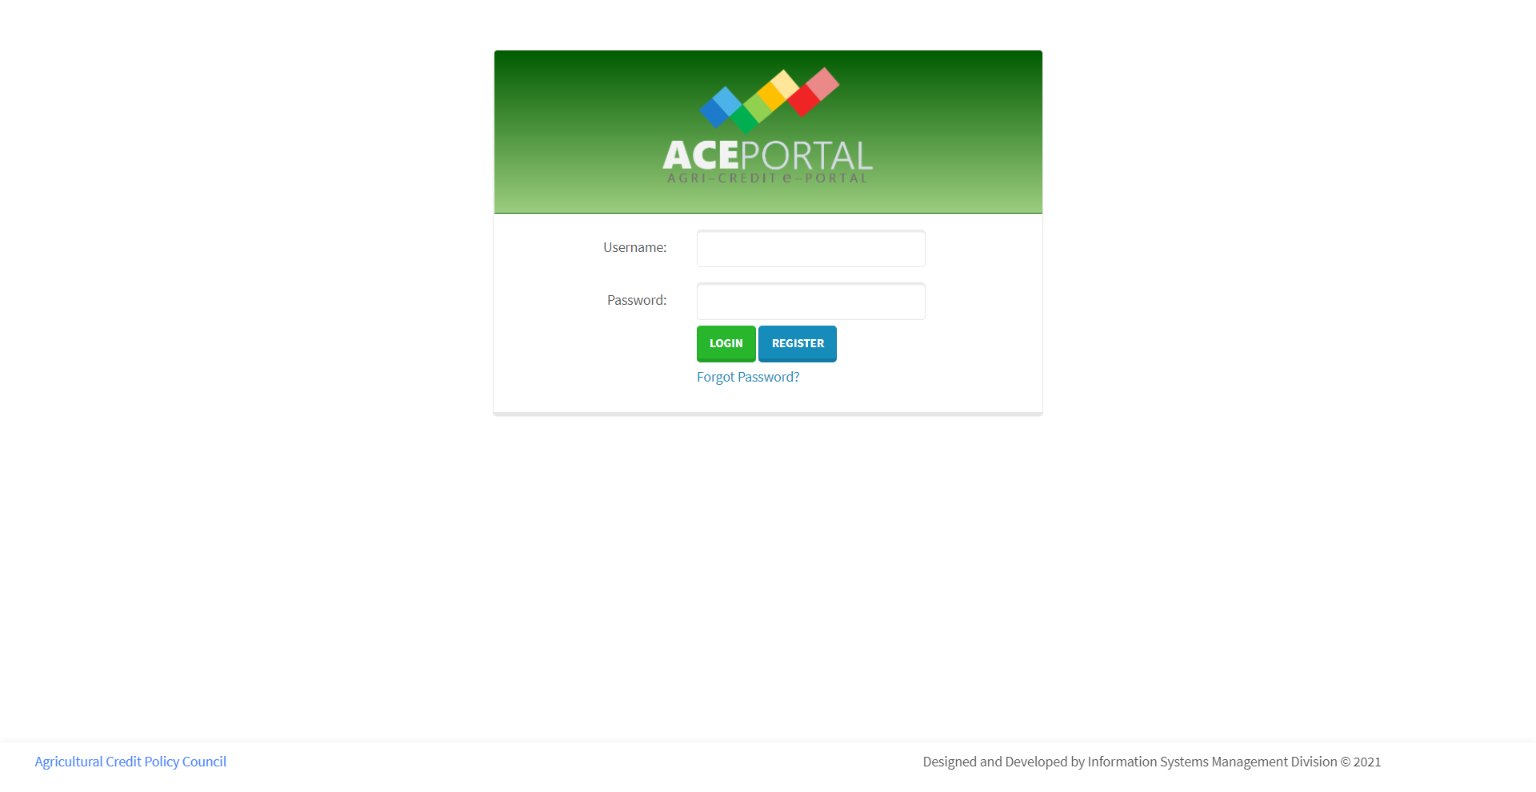 ACEPORTAL
AGRI-CREDIT e-PORTAL
Username:
Password:
LOGIN REGISTER
Forgot Password?
Agricultural Credit Policy Council Designed and Developed by Information Systems Management Division © 2021